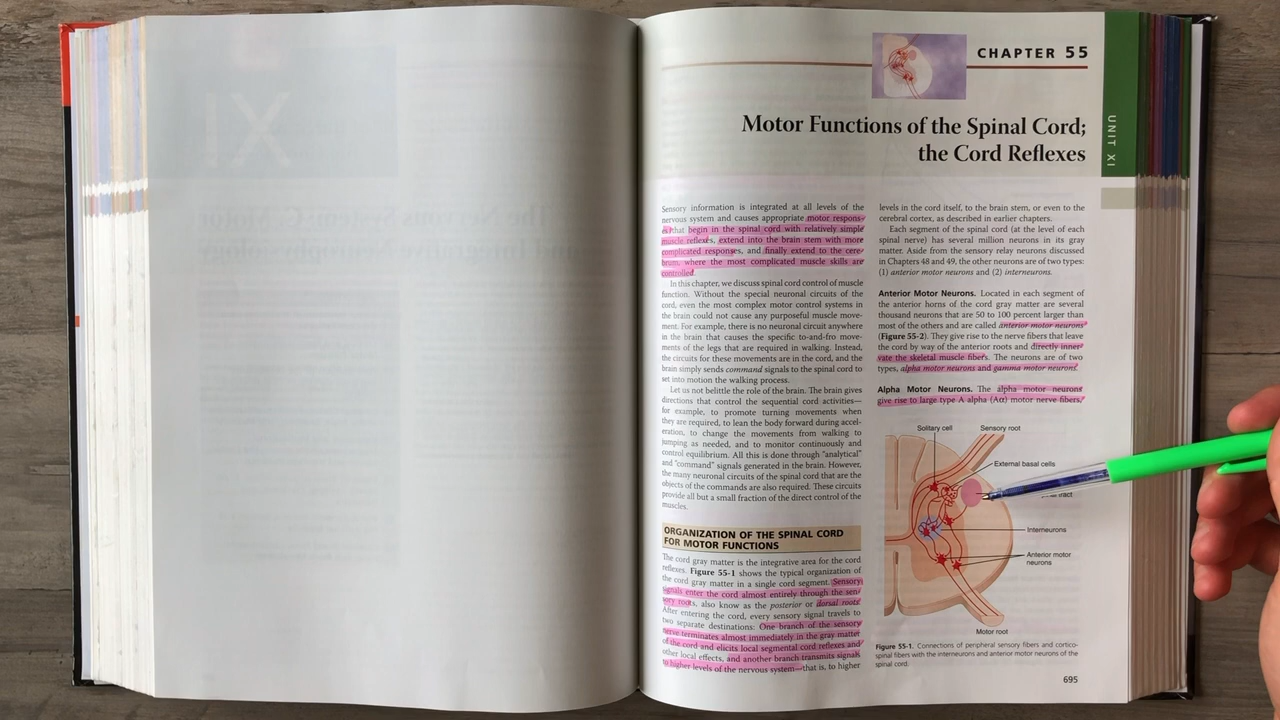 CHAPTER 55
UNIT XI
Motor Functions of the Spinal Cord;
the Cord Reflexes
Sensory information is integrated at all levels of the
nervous system and causes appropriate motor respons-
es that begin in the spinal cord with relatively simple
muscle reflexes, extend into the brain stem with more
complicated responses, and finally extend to the cere-
brum, where the most complicated muscle skills are
controlled.
In this chapter, we discuss spinal cord control of muscle
function. Without the special neuronal circuits of the
cord, even the most complex motor control systems in
the brain could not cause any purposeful muscle move-
ment. For example, there is no neuronal circuit anywhere
in the brain that causes the specific to-and-fro move-
ments of the legs that are required in walking. Instead,
the circuits for these movements are in the cord, and the
brain simply sends command signals to the spinal cord to
set into motion the walking process.
Let us not belittle the role of the brain. The brain gives
directions that control the sequential cord activities—
for example, to promote turning movements when
they are required, to lean the body forward during accel-
eration, to change the movements from walking to
jumping as needed, and to monitor continuously and
control equilibrium. All this is done through "analytical"
and "command" signals generated in the brain. However,
the many neuronal circuits of the spinal cord that are the
objects of the commands are also required. These circuits
provide all but a small fraction of the direct control of the
muscles.
ORGANIZATION OF THE SPINAL CORD
FOR MOTOR FUNCTIONS
The cord gray matter is the integrative area for the cord
reflexes. Figure 55-1 shows the typical organization of
the cord gray matter in a single cord segment. Sensory
signals enter the cord almost entirely through the sen-
sory roots, also know as the posterior or dorsal roots.
After entering the cord, every sensory signal travels to
two separate destinations: One branch of the sensory
nerve terminates almost immediately in the gray matter
of the cord and elicits local segmental cord reflexes and
other local effects, and another branch transmits signals
to higher levels of the nervous system—that is, to higher
levels in the cord itself, to the brain stem, or even to the
cerebral cortex, as described in earlier chapters.
Each segment of the spinal cord (at the level of each
spinal nerve) has several million neurons in its gray
matter. Aside from the sensory relay neurons discussed
in Chapters 48 and 49, the other neurons are of two types:
(1) anterior motor neurons and (2) interneurons.
Anterior Motor Neurons. Located in each segment of
the anterior horns of the cord gray matter are several
thousand neurons that are 50 to 100 percent larger than
most of the others and are called anterior motor neurons
(Figure 55-2). They give rise to the nerve fibers that leave
the cord by way of the anterior roots and directly inner-
vate the skeletal muscle fibers. The neurons are of two
types, alpha motor neurons and gamma motor neurons.
Alpha Motor Neurons. The alpha motor neurons
give rise to large type A alpha (Aα) motor nerve fibers,
Solitary cell
Sensory root
External basal cells
tract
Interneurons
Anterior motor
neurons
Motor root
Figure 55-1. Connections of peripheral sensory fibers and cortico-
spinal fibers with the interneurons and anterior motor neurons of the
spinal cord.
695